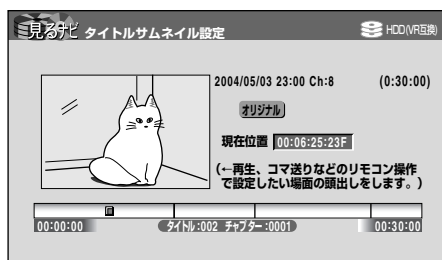 見るナビ タイトルサムネイル設定
HDD(VR互換)
2004/05/03 23:00 Ch:8 (0:30:00)
オリジナル
現在位置 00:06:25:23F
(←再生、コマ送りなどのリモコン操作
で設定したい場面の頭出しをします。)
00:00:00 タイトル:002 チャプター:0001 00:30:00